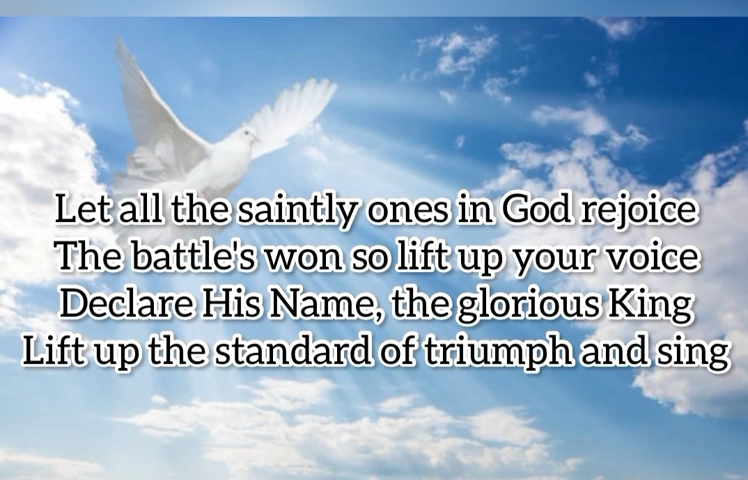 Let all the saintly ones in God rejoice
The battle's won so lift up your voice
Declare His Name, the glorious King
Lift up the standard of triumph and sing